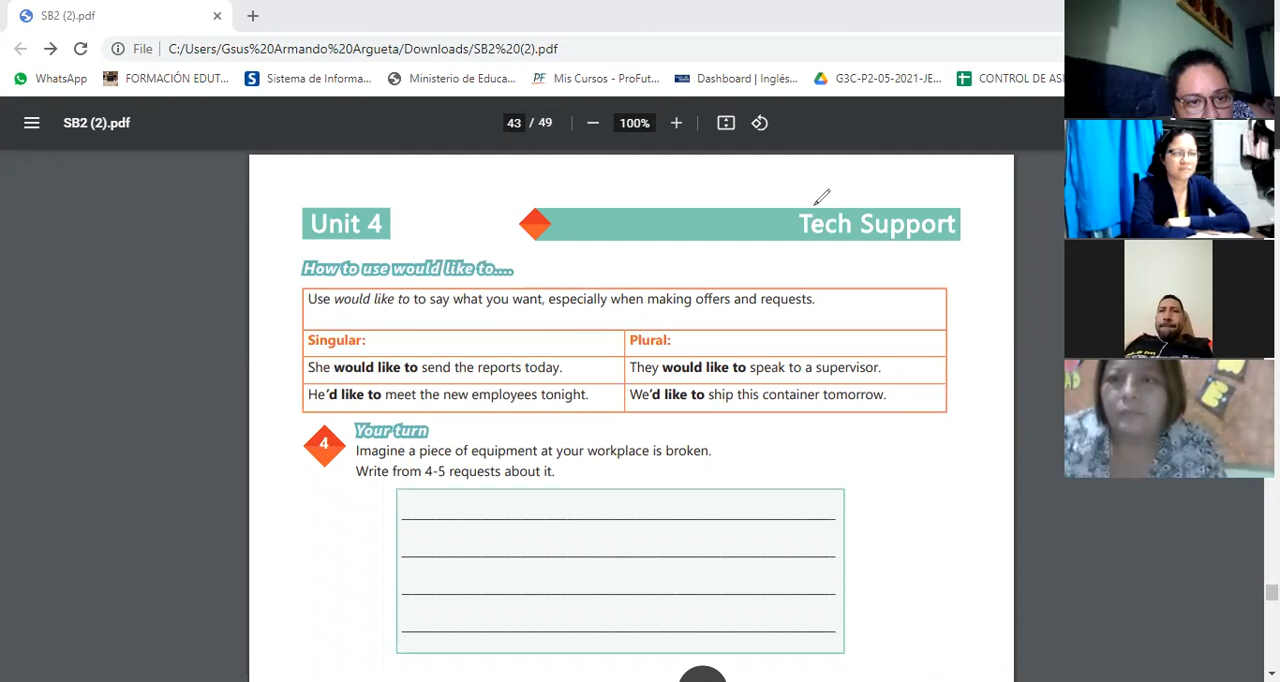 SB2 (2).pdf
File
C:/Users/Gsus%20Armando%20Argueta/Downloads/SB2%20(2).pdf
WhatsApp
FORMACIÓN EDUT...
S Sistema de Informa...
Ministerio de Educa...
PF Mis Cursos - ProFut...
Dashboard | Inglés...
G3C-P2-05-2021-JE...
CONTROL DE AS
SB2 (2).pdf
43 / 49
100%
Unit 4
Tech Support
How to use would like to....
Use would like to to say what you want, especially when making offers and requests.
Singular:
Plural:
She would like to send the reports today.
They would like to speak to a supervisor.
He'd like to meet the new employees tonight.
We'd like to ship this container tomorrow.
4
Your turn
Imagine a piece of equipment at your workplace is broken.
Write from 4-5 requests about it.